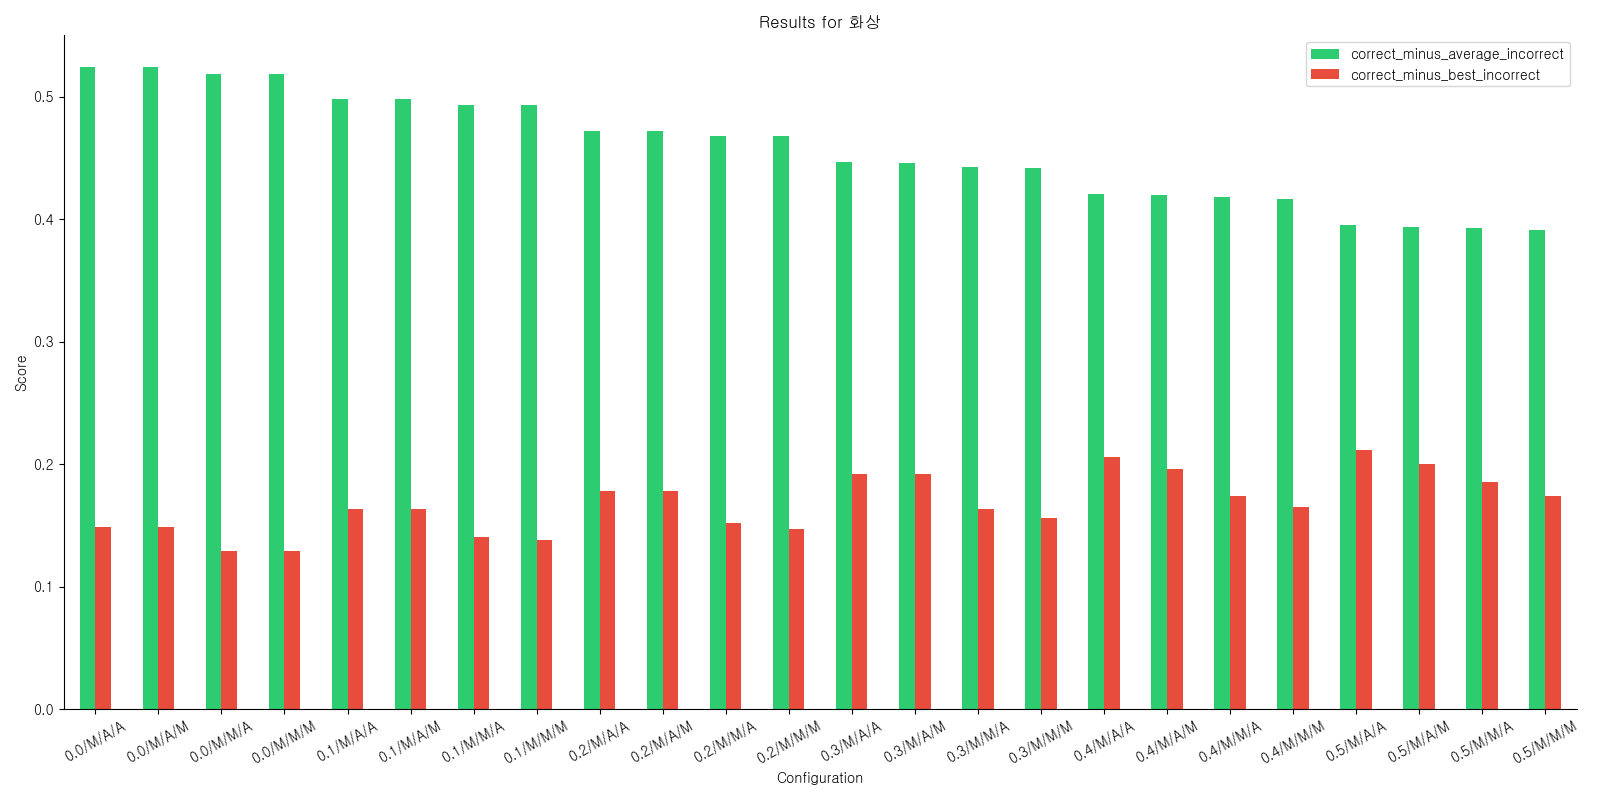 Results for 화상
correct_minus_average_incorrect
correct_minus_best_incorrect
0.5
0.4
0.3
0.2
0.1
0.0
Score
0.0/M/A/A
0.0/M/A/M
0.0/M/M/A
0.0/M/M/M
0.1/M/A/A
0.1/M/A/M
0.1/M/M/A
0.1/M/M/M
0.2/M/A/A
0.2/M/A/M
0.2/M/M/A
0.2/M/M/M
0.3/M/A/A
0.3/M/A/M
0.3/M/M/A
0.3/M/M/M
0.4/M/A/A
0.4/M/A/M
0.4/M/M/A
0.4/M/M/M
0.5/M/A/A
0.5/M/A/M
0.5/M/M/A
0.5/M/M/M
Configuration